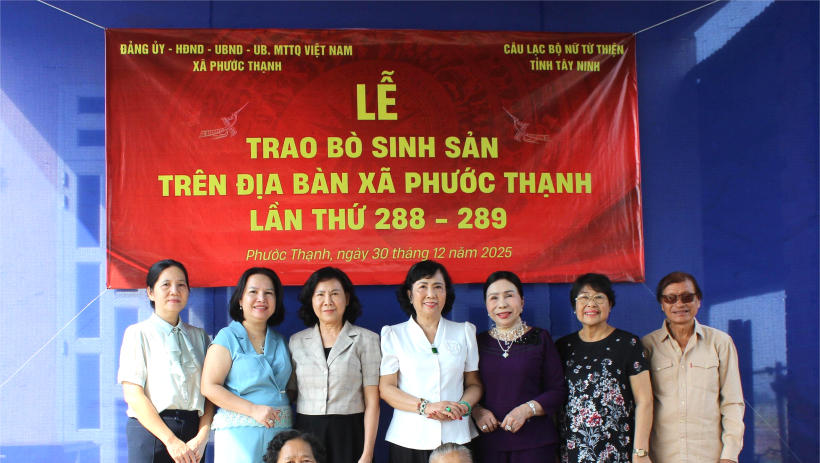 ĐẢNG ỦY - HĐND - UBND - UB. MTTQ VIỆT NAM
XÃ PHƯỚC THẠNH
CÂU LẠC BỘ NỮ TỪ THIỆN
TỈNH TÂY NINH
LỄ
TRAO BÒ SINH SẢN
TRÊN ĐỊA BÀN XÃ PHƯỚC THẠNH
LẦN THỨ 288 - 289
Phước Thạnh, ngày 30 tháng 12 năm 2025